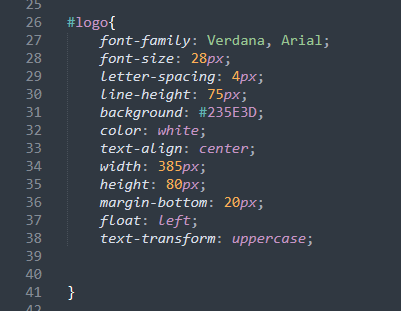 25
26 #logo{
27 font-family: Verdana, Arial;
28 font-size: 28px;
29 letter-spacing: 4px;
30 line-height: 75px;
31 background: #235E3D;
32 color: white;
33 text-align: center;
34 width: 385px;
35 height: 80px;
36 margin-bottom: 20px;
37 float: left;
38 text-transform: uppercase;
39
40
41 }
42